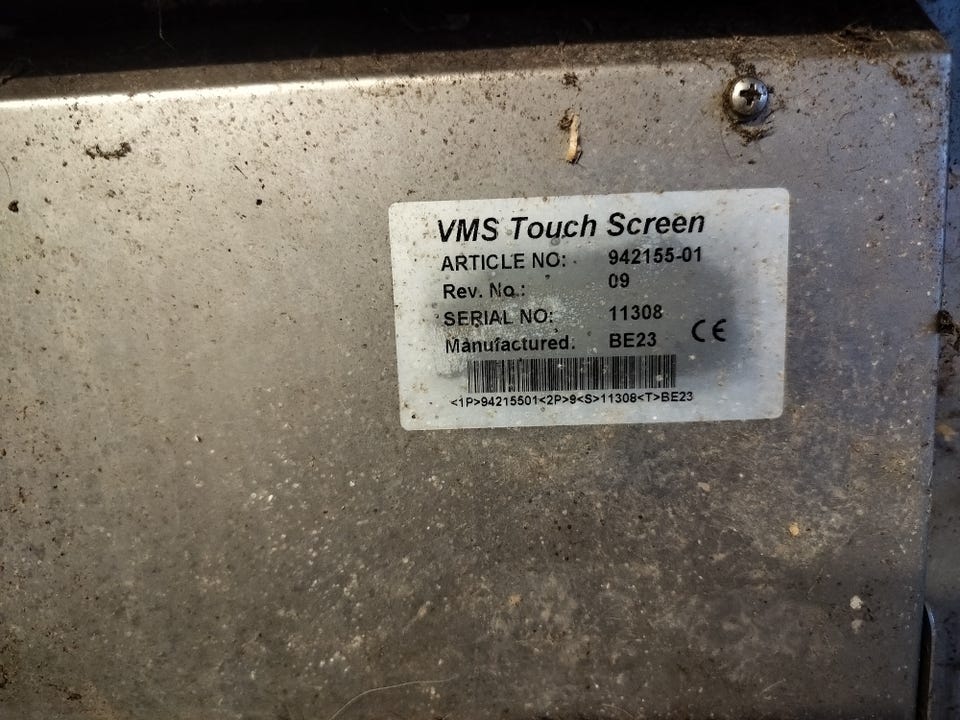 VMS Touch Screen
ARTICLE NO: 942155-01
Rev. No.: 09
SERIAL NO: 11308
Manufactured: BE23 CE
<1P>94215501<2P>9<S>11308<T>BE23